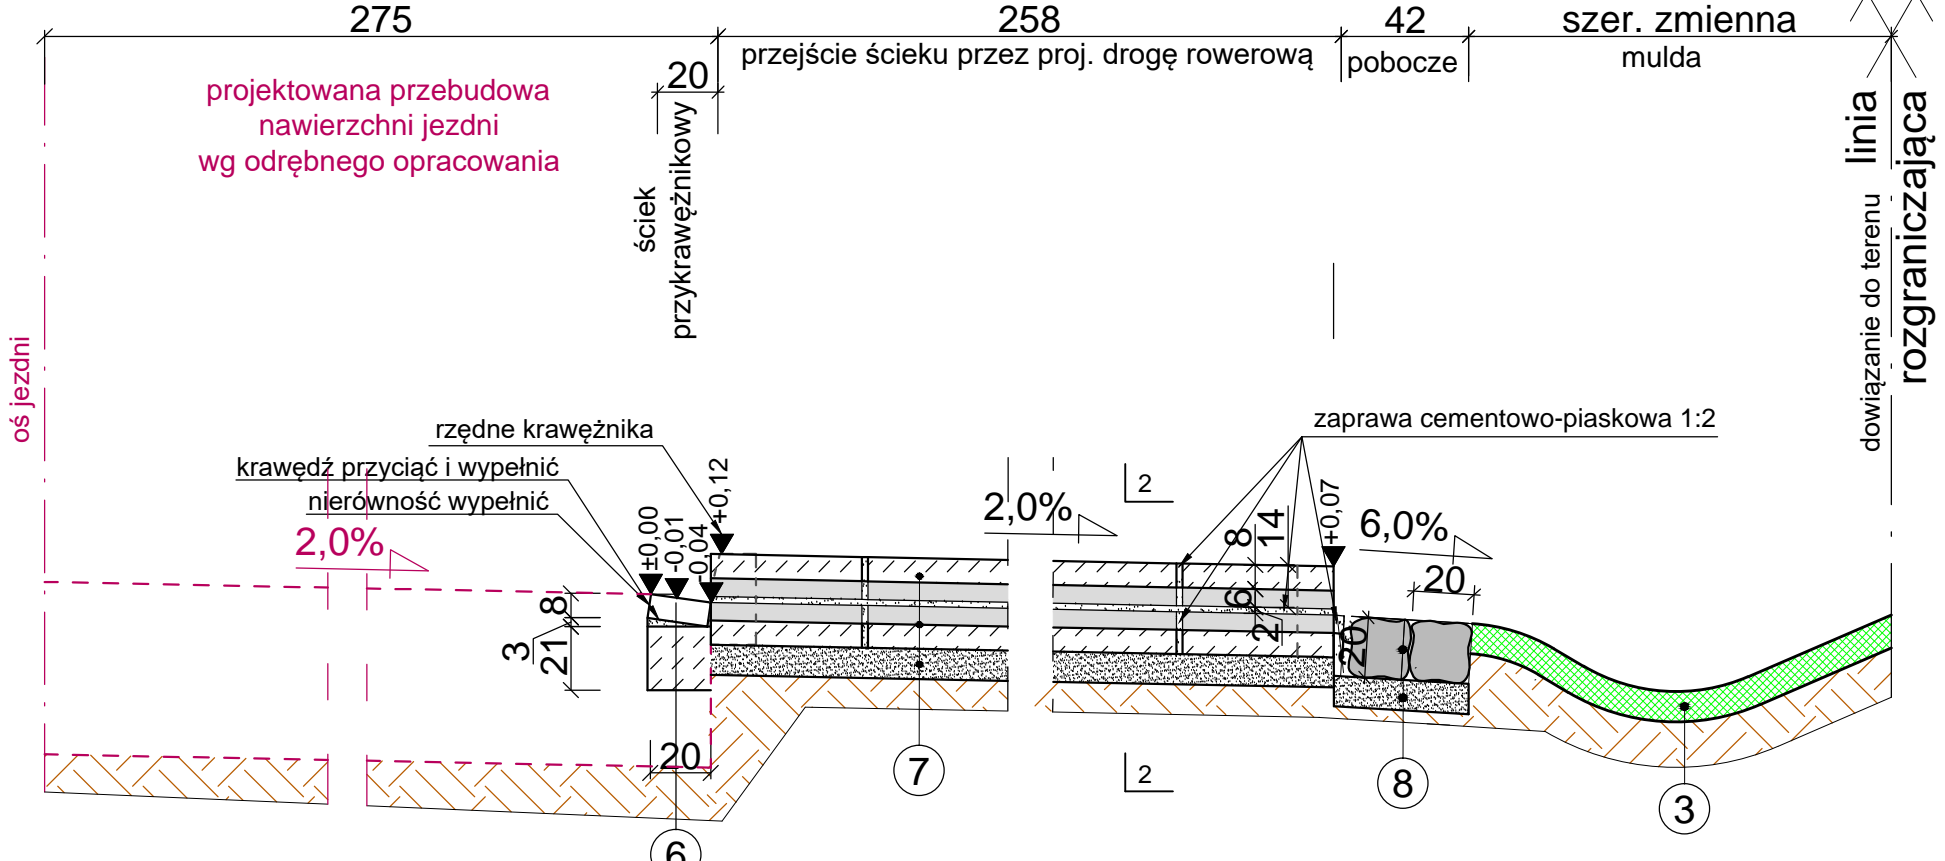 275
258
42
szer. zmienna
przejście ścieku przez proj. drogę rowerową
pobocze
mulda
20
projektowana przebudowa
nawierzchni jezdni
wg odrębnego opracowania
ściek
przykrawężnikowy
linia
rozgraniczająca
dowiązanie do terenu
oś jezdni
rzędne krawężnika
krawędź przyciąć i wypełnić
nierówność wypełnić
zaprawa cementowo-piaskowa 1:2
2,0%
±0,00
-0,01
-0,04
+0,12
2,0%
2
8
14
6
2
+0,07
6,0%
20
20
8
3
21
20
2
7
8
3
6